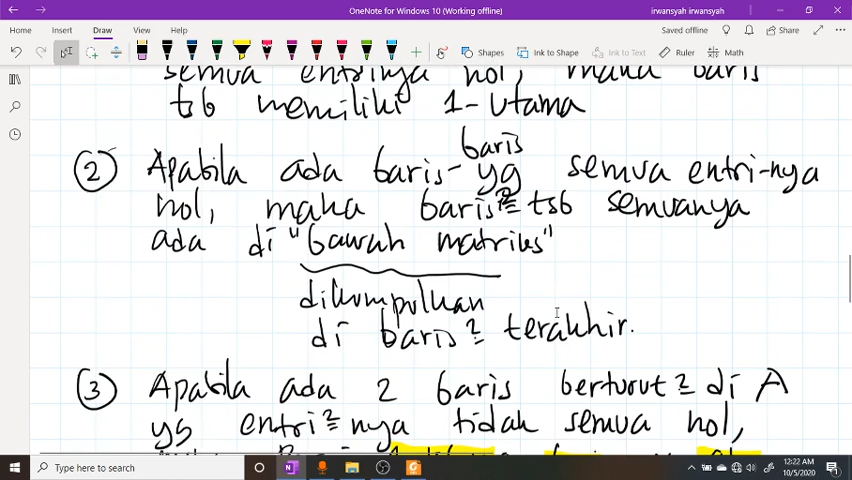 OneNote for Windows 10 (Working offline)
irwansyah irwansyah
Home Insert Draw View Help
Saved offline Share
Shapes Ink to Shape Ink to Text Ruler Math
semua entrinya nol, maka baris
tsb memiliki 1-utama
baris
2 Apabila ada baris- yg semua entri-nya
nol, maka baris2 tsb semuanya
ada di "bawah matriks"
dikumpulkan
di baris2 terakhir.
3 Apabila ada 2 baris berturut2 di A
yg entri2nya tidak semua nol,
Type here to search
12:22 AM
10/5/2020